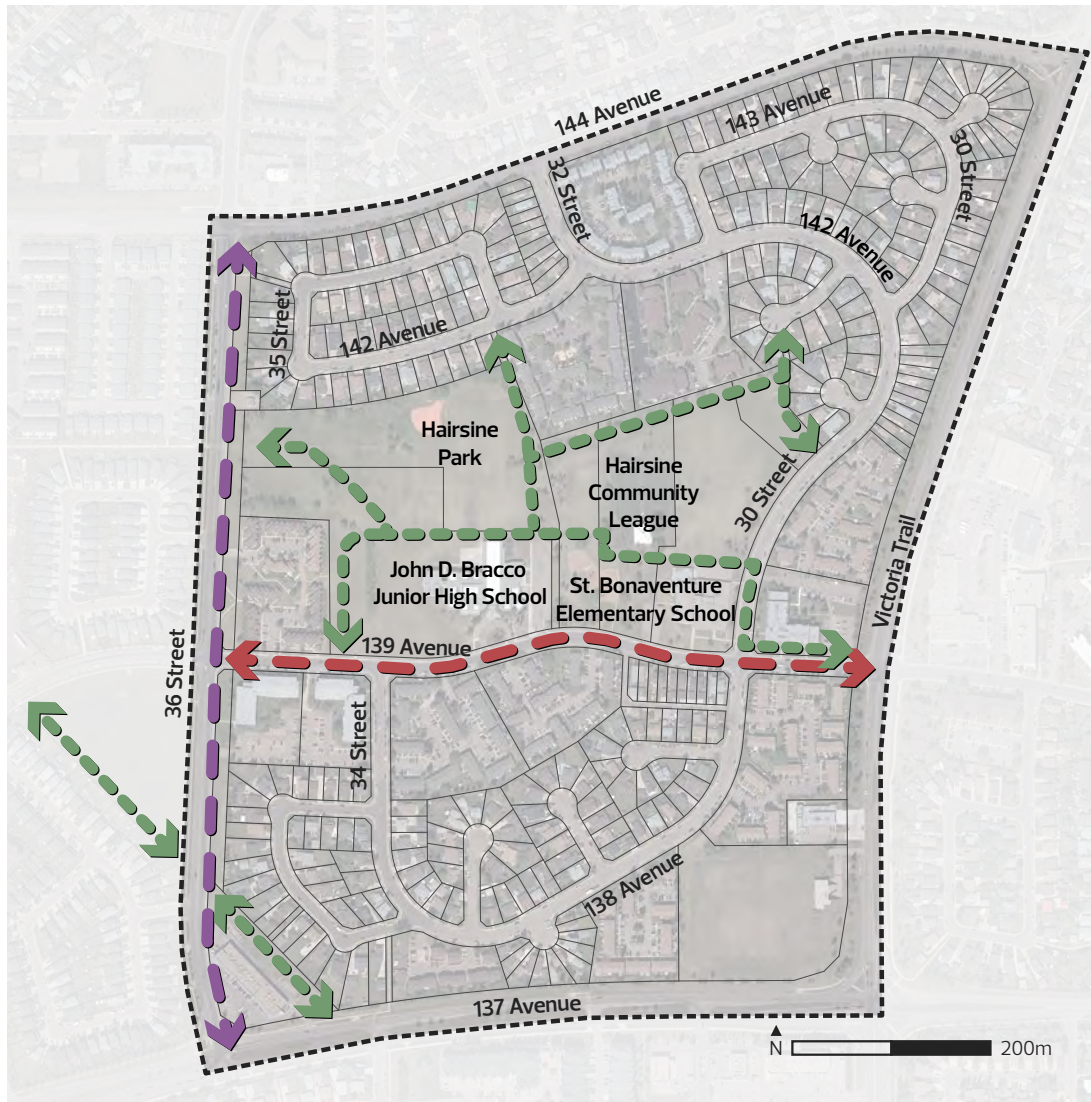 144 Avenue
143 Avenue
32 Street
30 Street
142 Avenue
35 Street
142 Avenue
Hairsine
Park
Hairsine
Community
League
30 Street
John D. Bracco
Junior High School
St. Bonaventure
Elementary School
Victoria Trail
139 Avenue
36 Street
34 Street
138 Avenue
137 Avenue
N
200m